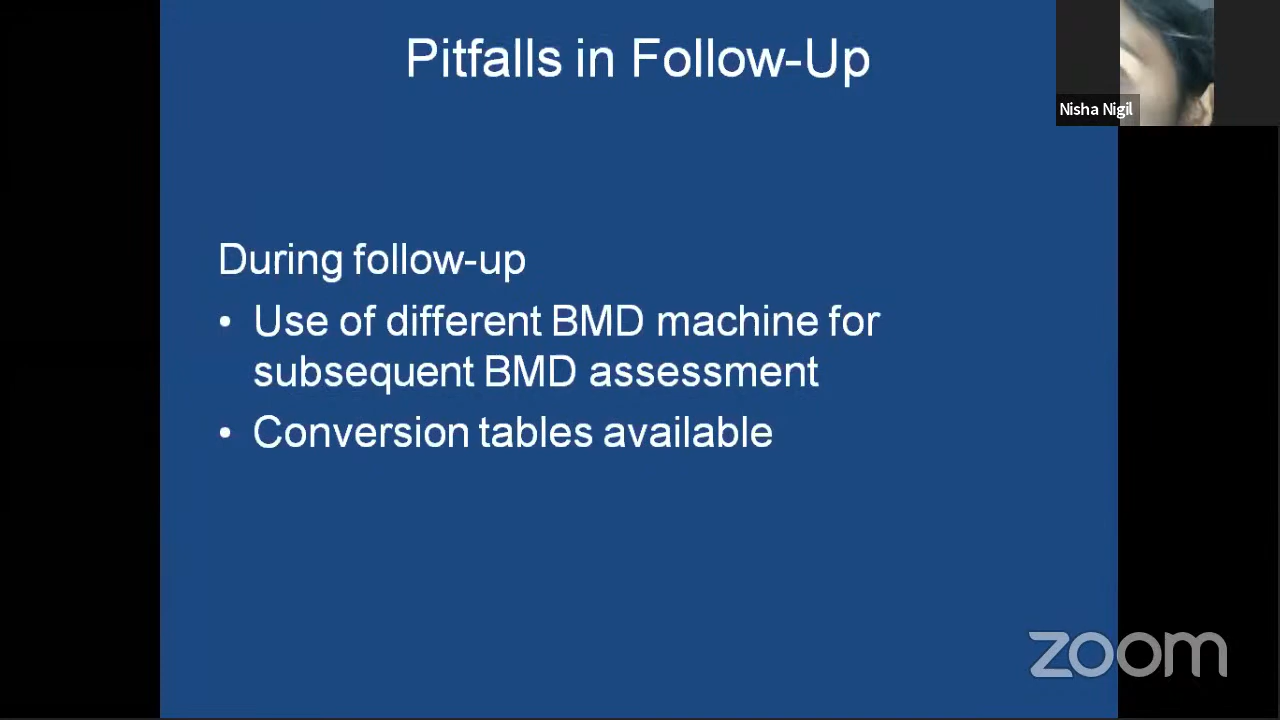 Pitfalls in Follow-Up
Nisha Nigil
During follow-up
• Use of different BMD machine for
subsequent BMD assessment
• Conversion tables available
zoom